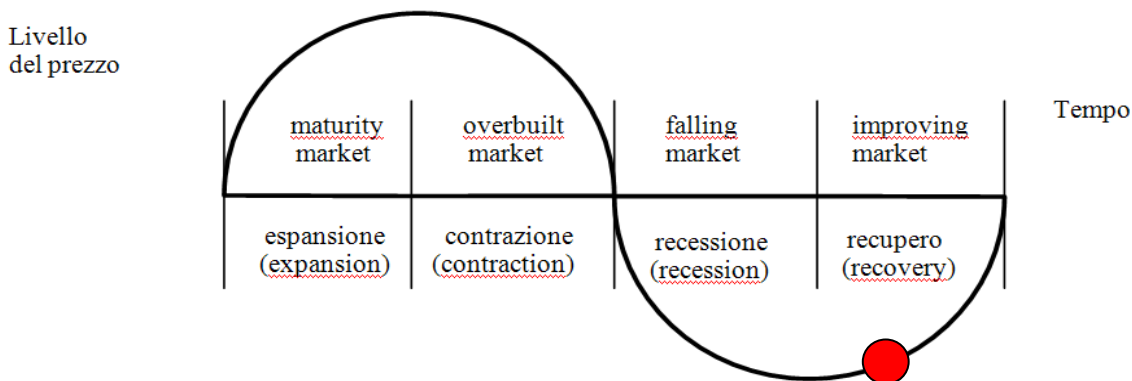 Livello
del prezzo
Tempo
maturity
market
overbuilt
market
falling
market
improving
market
espansione
(expansion)
contrazione
(contraction)
recessione
(recession)
recupero
(recovery)